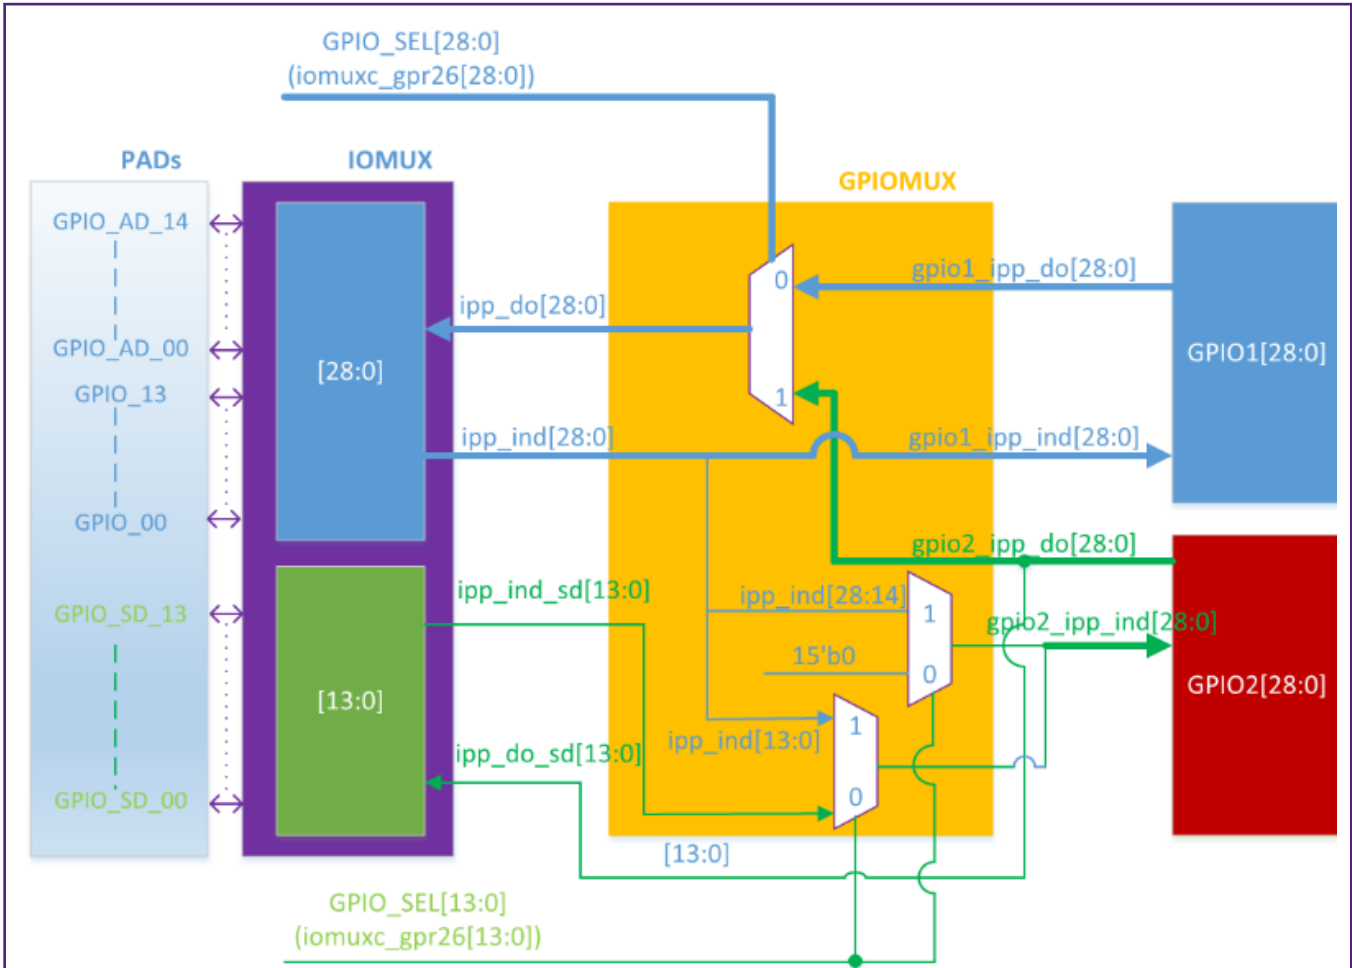 GPIO_SEL[28:0]
(iomuxc_gpr26[28:0])
PADs
IOMUX
GPIOMUX
GPIO_AD_14
GPIO_AD_00
GPIO_13
GPIO_00
GPIO_SD_13
GPIO_SD_00
[28:0]
[13:0]
ipp_do[28:0]
ipp_ind[28:0]
ipp_ind_sd[13:0]
ipp_do_sd[13:0]
0
1
gpio1_ipp_do[28:0]
gpio1_ipp_ind[28:0]
gpio2_ipp_do[28:0]
ipp_ind[28:14]
1
15'b0
0
gpio2_ipp_ind[28:0]
ipp_ind[13:0]
1
0
[13:0]
GPIO1[28:0]
GPIO2[28:0]
GPIO_SEL[13:0]
(iomuxc_gpr26[13:0])